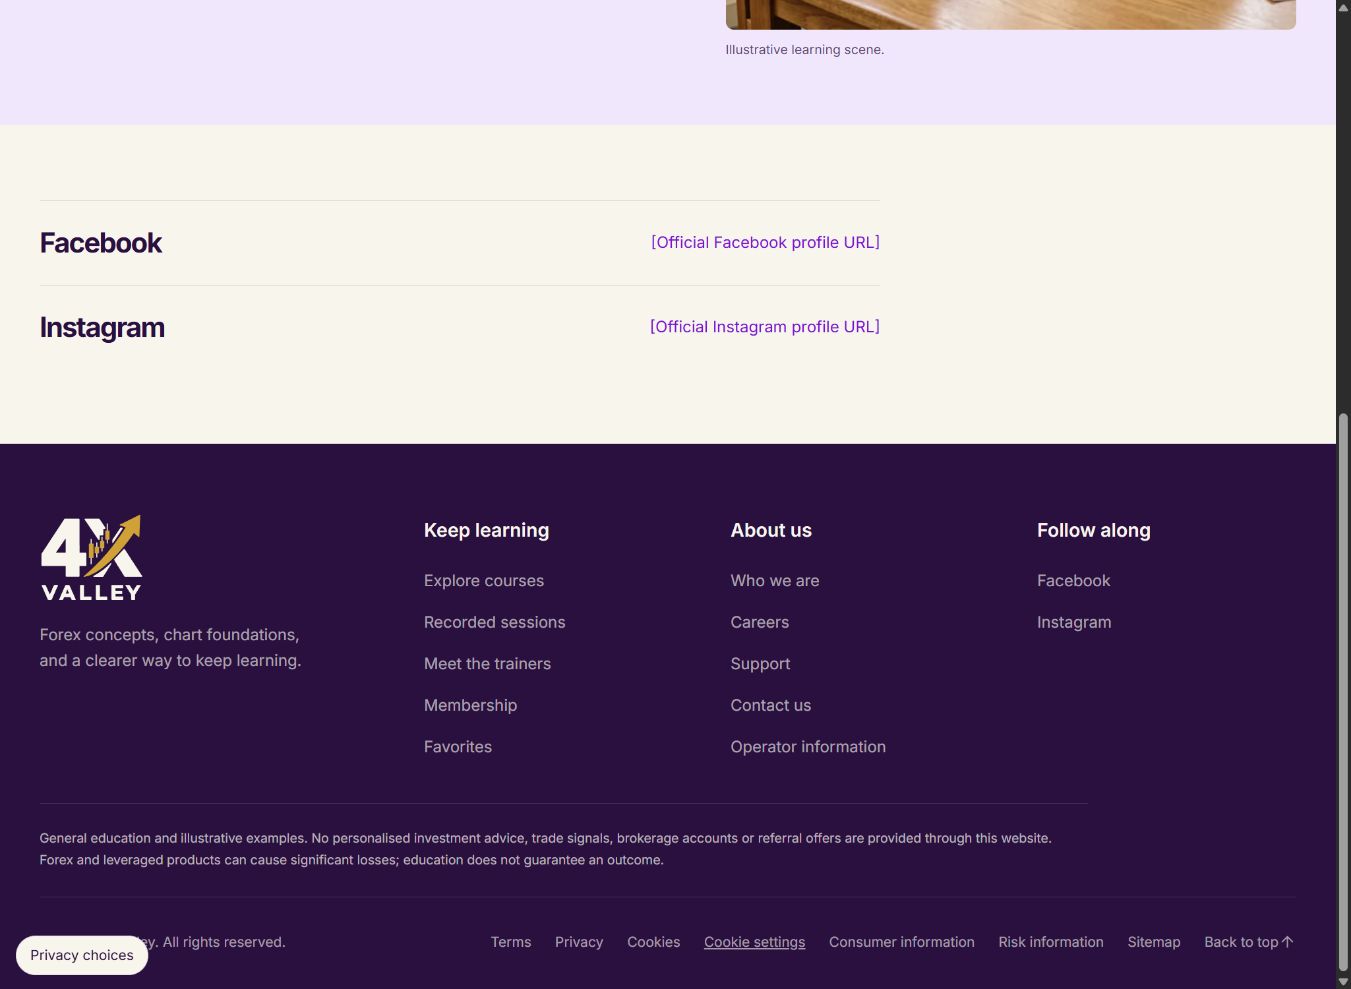 Illustrative learning scene.
Facebook
[Official Facebook profile URL]
Instagram
[Official Instagram profile URL]
4X
VALLEY
Forex concepts, chart foundations,
and a clearer way to keep learning.
Keep learning
Explore courses
Recorded sessions
Meet the trainers
Membership
Favorites
About us
Who we are
Careers
Support
Contact us
Operator information
Follow along
Facebook
Instagram
General education and illustrative examples. No personalised investment advice, trade signals, brokerage accounts or referral offers are provided through this website.
Forex and leveraged products can cause significant losses; education does not guarantee an outcome.
Privacy choices
All rights reserved.
Terms
Privacy
Cookies
Cookie settings
Consumer information
Risk information
Sitemap
Back to top